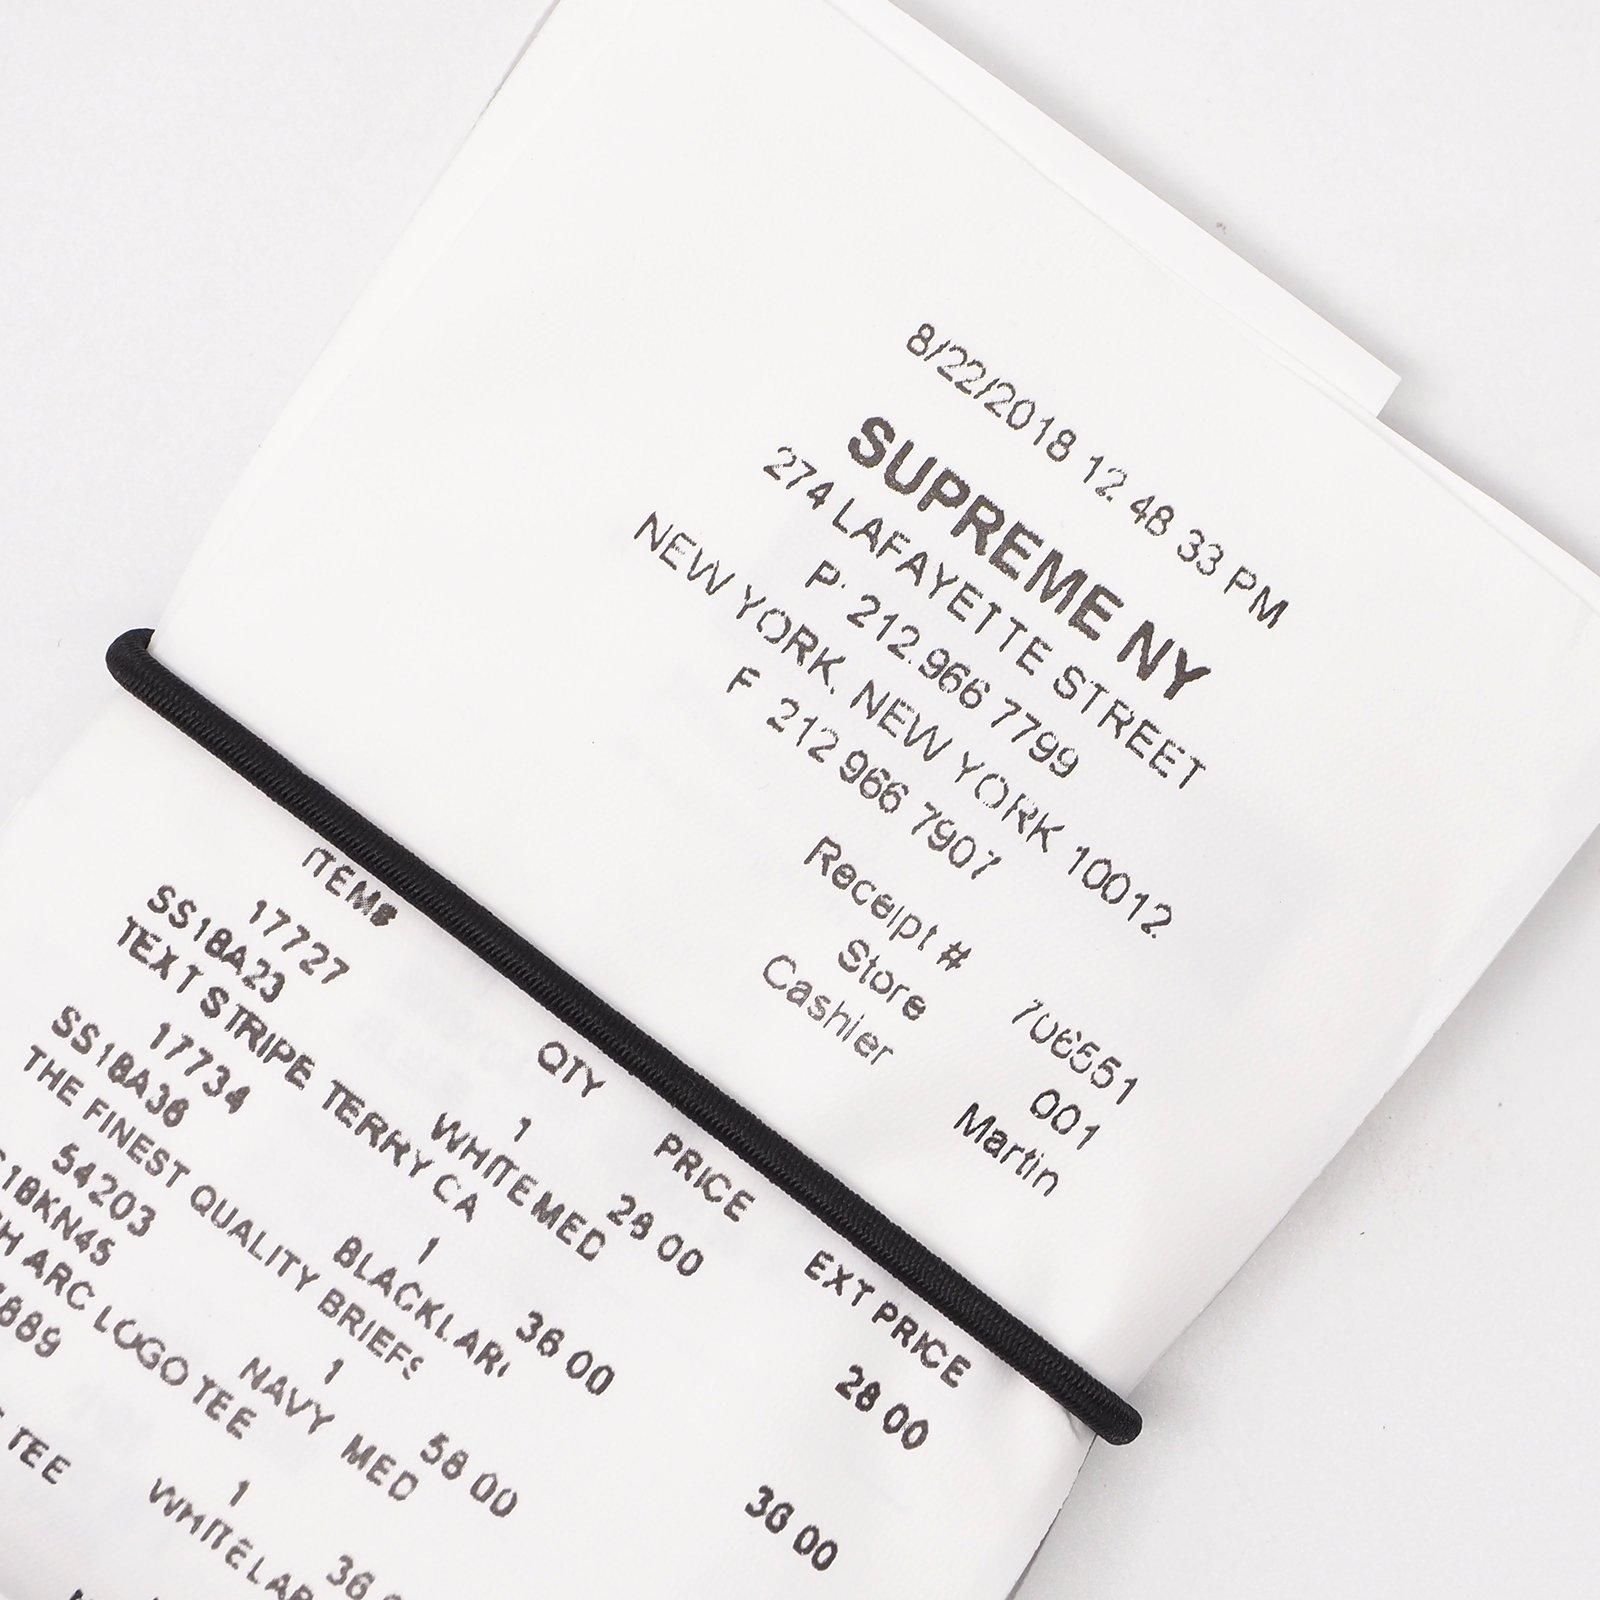 8/22/2018 12 48 33 PM
SUPREME NY
274 LAFAYETTE STREET
P. 212.966 7799
NEW YORK, NEW YORK 10012
F 212 966 7907
Receipt # 706551
Store 001
Cashier Martin
ITEMS QTY PRICE EXT PRICE
17727 1 28 00 28 00
SS18A23 WHITEMED
TEXT STRIPE TERRY CA
17734 1 36 00 36 00
SS18A36 BLACKLAR
THE FINEST QUALITY BRIEFS
54203 1 58 00
18KN45 NAVY MED
H ARC LOGO TEE
889 1 36
WHITELAR
TEE